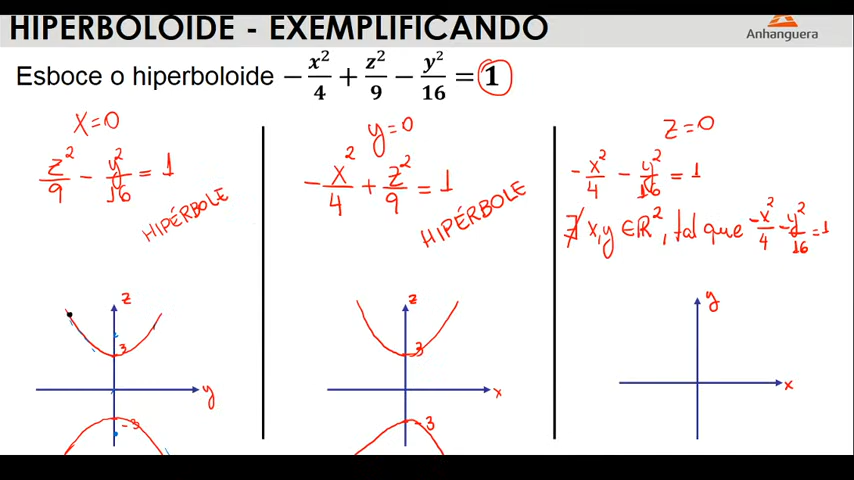 HIPERBOLOIDE - EXEMPLIFICANDO
Anhanguera
Esboce o hiperboloide −x²/4 + z²/9 − y²/16 = 1
x=0
z²/9 − y²/16 = 1
HIPÉRBOLE
z
3
y
-3
y=0
−x²/4 + z²/9 = 1
HIPÉRBOLE
z
3
x
-3
z=0
−x²/4 − y²/16 = 1
∄ x,y ∈ ℝ², tal que −x²/4 − y²/16 = 1
y
x